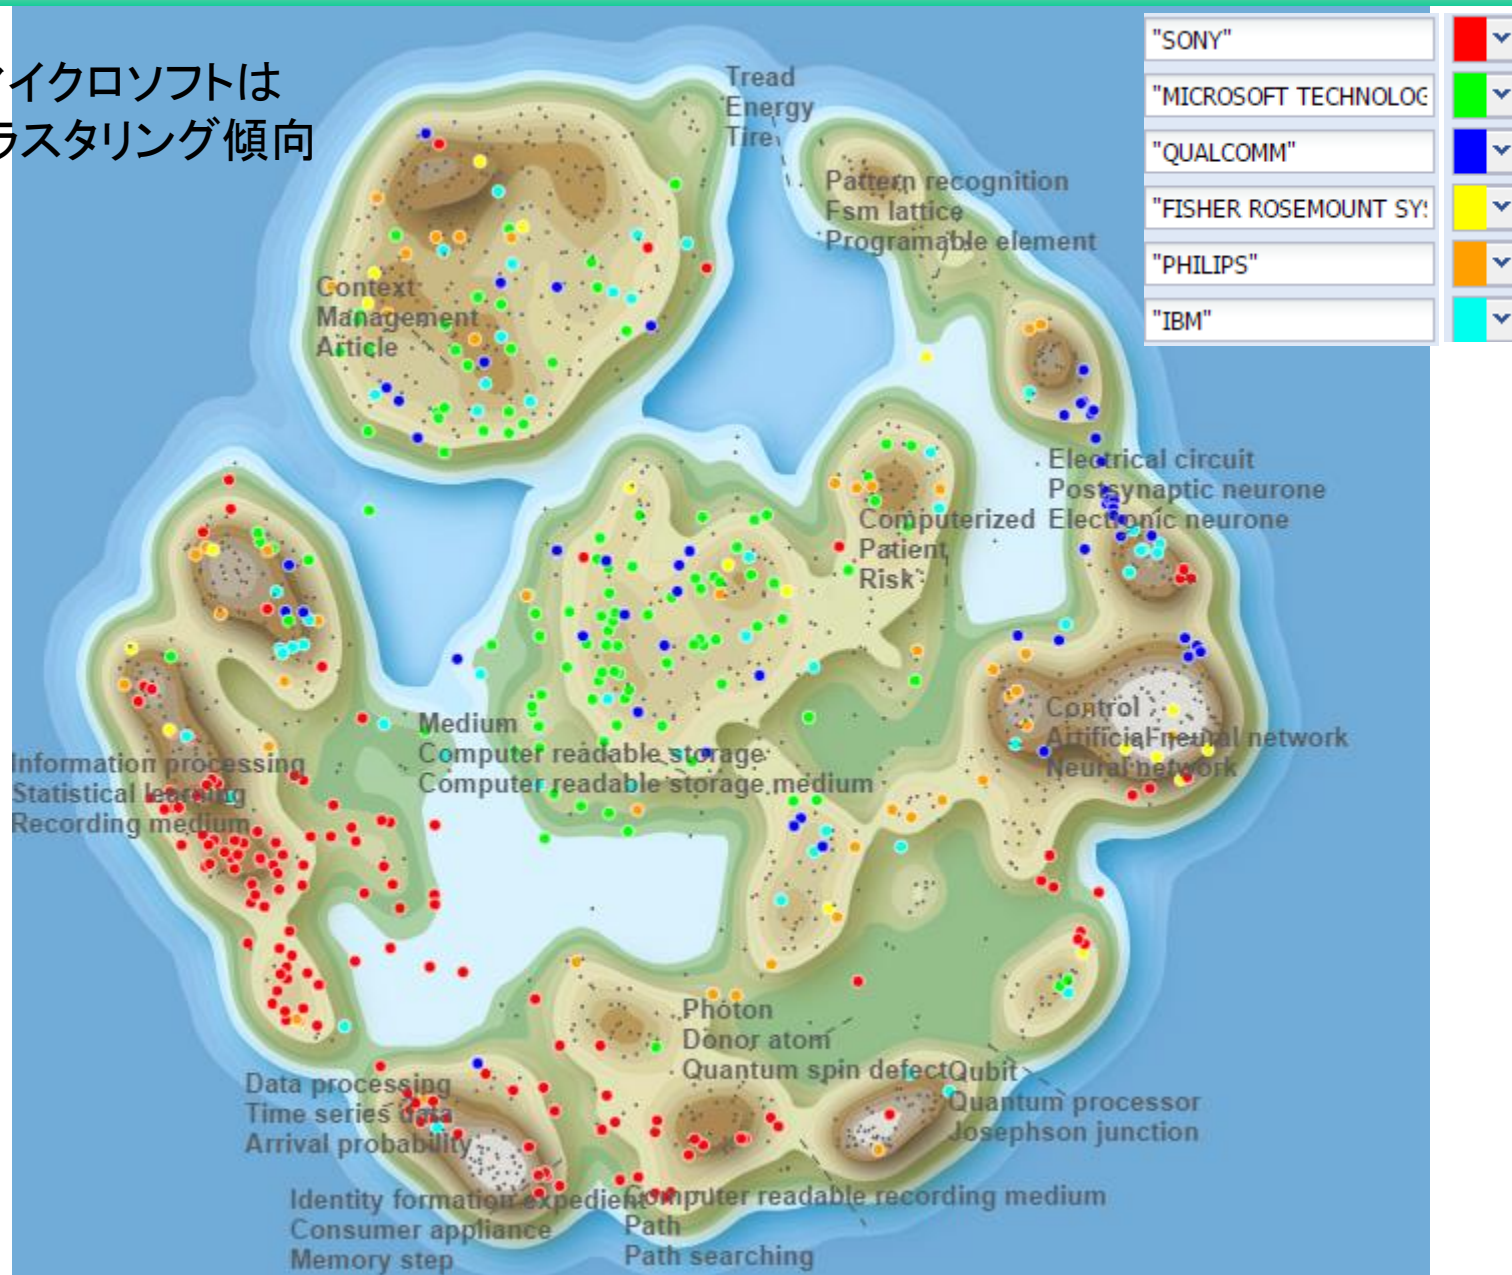 イクロソフトは
ラスタリング傾向
"SONY"
"MICROSOFT TECHNOLOG
"QUALCOMM"
"FISHER ROSEMOUNT SY
"PHILIPS"
"IBM"
Tread
Energy
Tire
Pattern recognition
Fsm lattice
Programable element
Context
Management
Article
Electrical circuit
Postsynaptic neurone
Electronic neurone
Computerized
Patient
Risk
Control
Artificial neural network
Neural network
Medium
Computer readable storage
Computer readable storage medium
Information processing
Statistical learning
Recording medium
Photon
Donor atom
Quantum spin defect
Qubit
Quantum processor
Josephson junction
Data processing
Time series data
Arrival probability
Identity formation expedient
Consumer appliance
Memory step
Computer readable recording medium
Path
Path searching